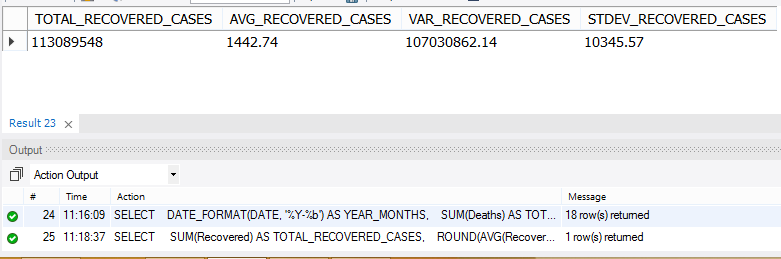 TOTAL_RECOVERED_CASES AVG_RECOVERED_CASES VAR_RECOVERED_CASES STDEV_RECOVERED_CASES
113089548 1442.74 107030862.14 10345.57
Result 23 ×
Output
Action Output
# Time Action Message
24 11:16:09 SELECT DATE_FORMAT(DATE, '%Y-%b') AS YEAR_MONTHS, SUM(Deaths) AS TOT... 18 row(s) returned
25 11:18:37 SELECT SUM(Recovered) AS TOTAL_RECOVERED_CASES, ROUND(AVG(Recover... 1 row(s) returned